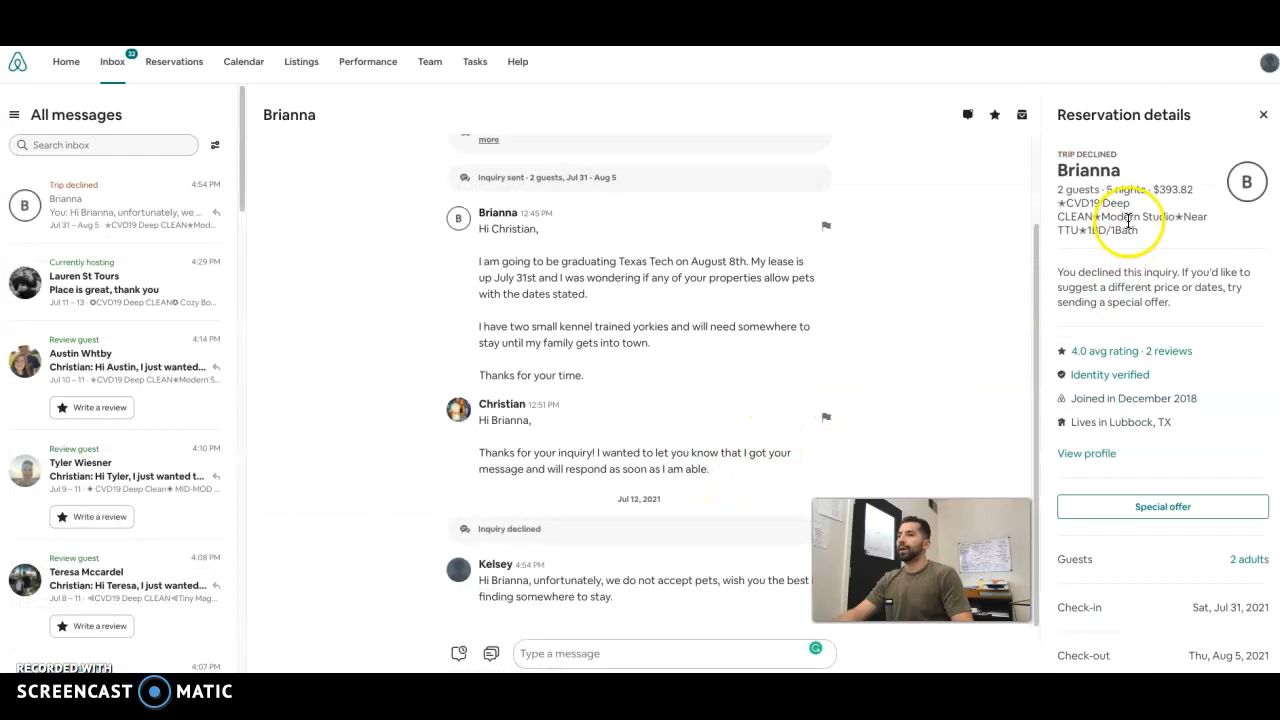 Home
Inbox
32
Reservations
Calendar
Listings
Performance
Team
Tasks
Help
All messages
Search inbox
B
Trip declined
4:54 PM
Brianna
You: Hi Brianna, unfortunately, we ...
Jul 31 – Aug 5 · ★CVD19 Deep CLEAN★Mod...
Currently hosting
4:29 PM
Lauren St Tours
Place is great, thank you
Jul 11 – 13 · ✪CVD19 Deep CLEAN✪ Cozy Bo...
Review guest
4:14 PM
Austin Whtby
Christian: Hi Austin, I just wanted...
Jul 10 – 11 · ★CVD19 Deep CLEAN★Modern S...
Write a review
Review guest
4:10 PM
Tyler Wiesner
Christian: Hi Tyler, I just wanted t...
Jul 9 – 11 · ★CVD19 Deep Clean★ MID-MOD ...
Write a review
Review guest
4:08 PM
Teresa Mccardel
Christian: Hi Teresa, I just wanted...
Jul 8 – 11 · CVD19 Deep CLEAN Tiny Mag...
Write a review
4:07 PM
Brianna
more
Inquiry sent · 2 guests, Jul 31 - Aug 5
B
Brianna 12:45 PM
Hi Christian,
I am going to be graduating Texas Tech on August 8th. My lease is
up July 31st and I was wondering if any of your properties allow pets
with the dates stated.
I have two small kennel trained yorkies and will need somewhere to
stay until my family gets into town.
Thanks for your time.
Christian 12:51 PM
Hi Brianna,
Thanks for your inquiry! I wanted to let you know that I got your
message and will respond as soon as I am able.
Jul 12, 2021
Inquiry declined
Kelsey 4:54 PM
Hi Brianna, unfortunately, we do not accept pets, wish you the best
finding somewhere to stay.
Type a message
Reservation details
TRIP DECLINED
Brianna
B
2 guests · 5 nights · $393.82
★CVD19 Deep
CLEAN★Modern Studio★Near
TTU★1BD/1Bath
You declined this inquiry. If you'd like to
suggest a different price or dates, try
sending a special offer.
4.0 avg rating · 2 reviews
Identity verified
Joined in December 2018
Lives in Lubbock, TX
View profile
Special offer
Guests
2 adults
Check-in
Sat, Jul 31, 2021
Check-out
Thu, Aug 5, 2021
RECORDED WITH
SCREENCAST MATIC